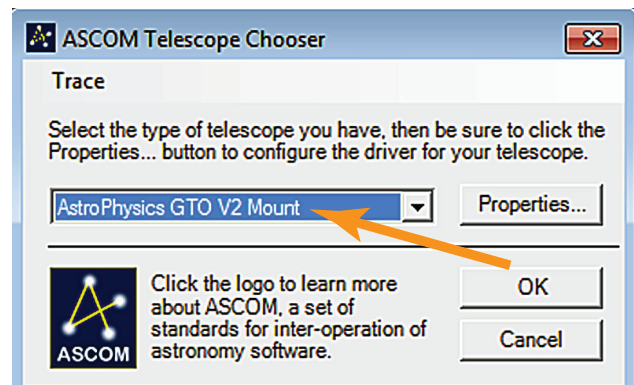 ASCOM Telescope Chooser
Trace
Select the type of telescope you have, then be sure to click the
Properties... button to configure the driver for your telescope.
AstroPhysics GTO V2 Mount
Properties...
Click the logo to learn more
about ASCOM, a set of
standards for inter-operation of
astronomy software.
ASCOM
OK
Cancel